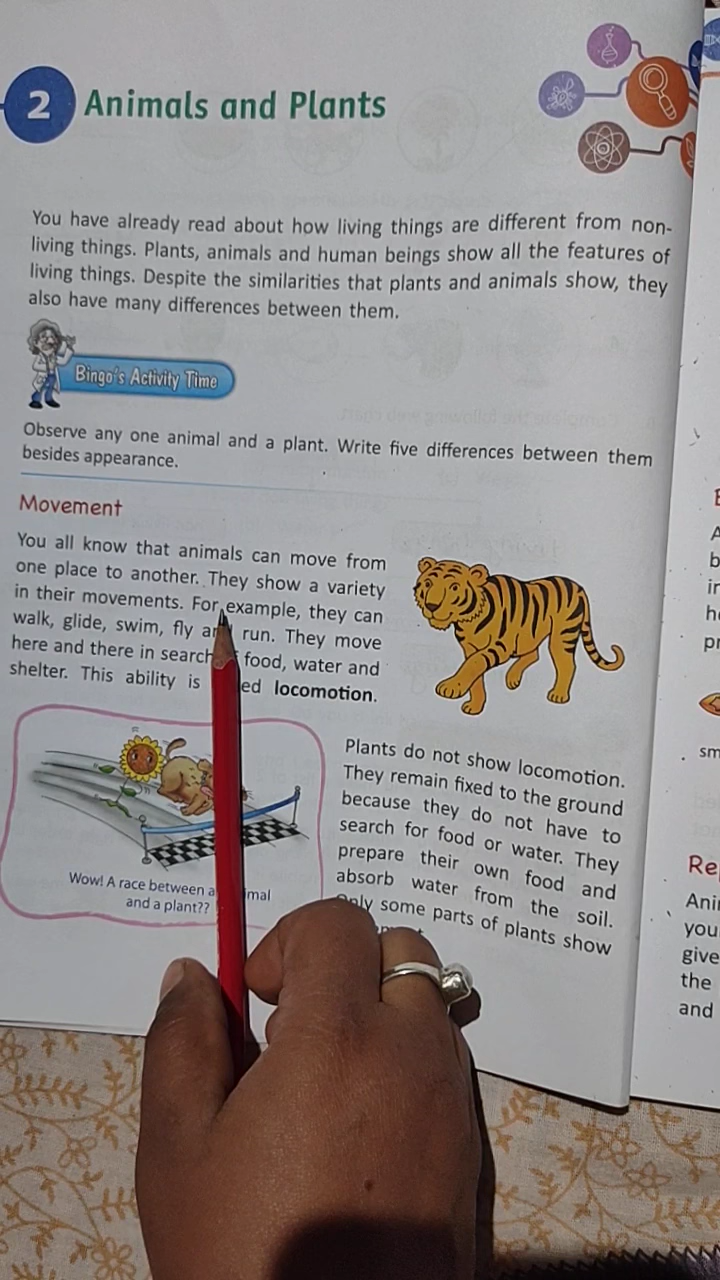 2 Animals and Plants
You have already read about how living things are different from non-
living things. Plants, animals and human beings show all the features of
living things. Despite the similarities that plants and animals show, they
also have many differences between them.
Bingo's Activity Time
Observe any one animal and a plant. Write five differences between them
besides appearance.
Movement
You all know that animals can move from
one place to another. They show a variety
in their movements. For example, they can
walk, glide, swim, fly run. They move
here and there in search food, water and
shelter. This ability is locomotion.
Wow! A race between
and a plant??
Plants do not show locomotion.
They remain fixed to the ground
because they do not have to
search for food or water. They
prepare their own food and
absorb water from the soil.
Only some parts of plants show
Ani
you
give
the
and